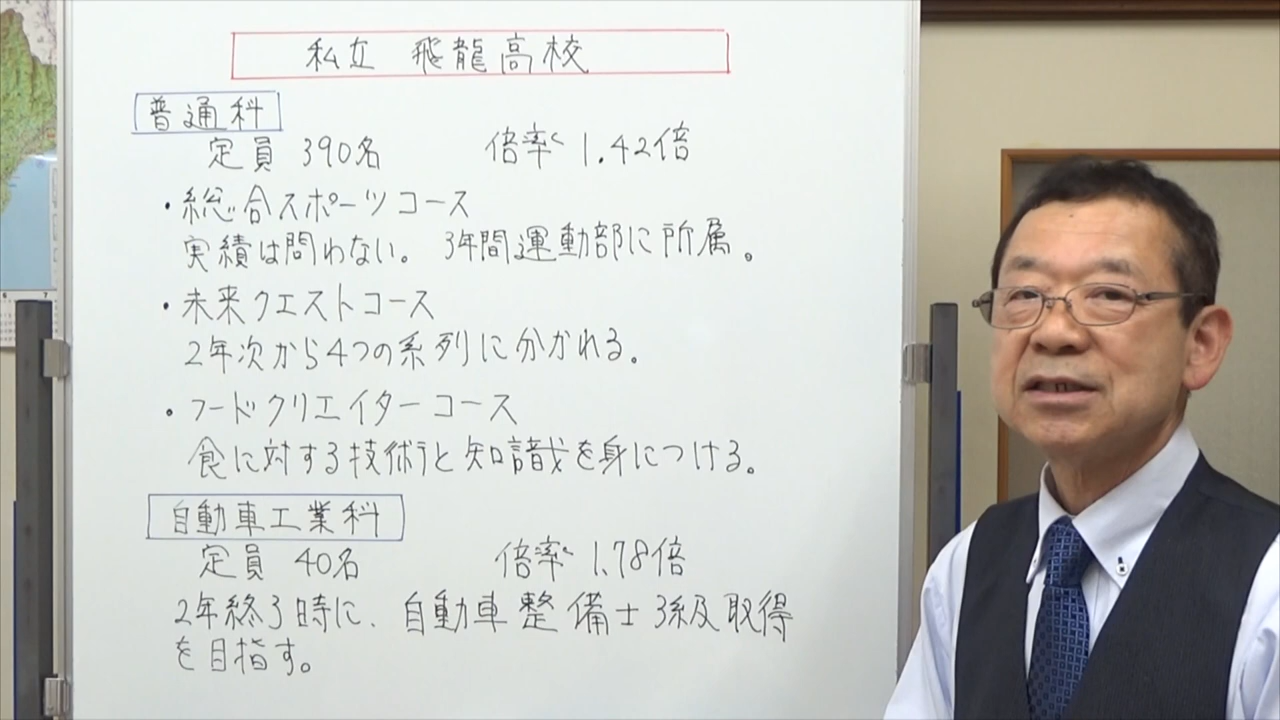 私立 飛龍高校
普通科
定員 390名 倍率 1.42倍
・総合スポーツコース
実績は問わない。 3年間運動部に所属。
・未来クエストコース
2年次から4つの系列に分かれる。
・フードクリエイターコース
食に対する技術と知識を身につける。
自動車工業科
定員 40名 倍率 1.78倍
2年終了時に、自動車整備士3級取得
を目指す。